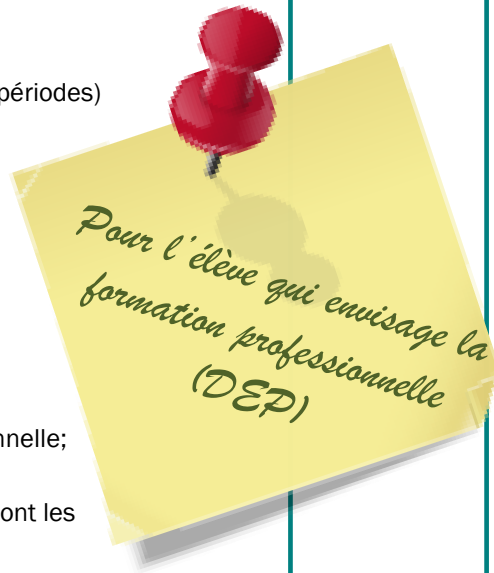 périodes)
Pour l'élève qui envisage la
formation professionnelle
(DEP)
nnelle;
ont les